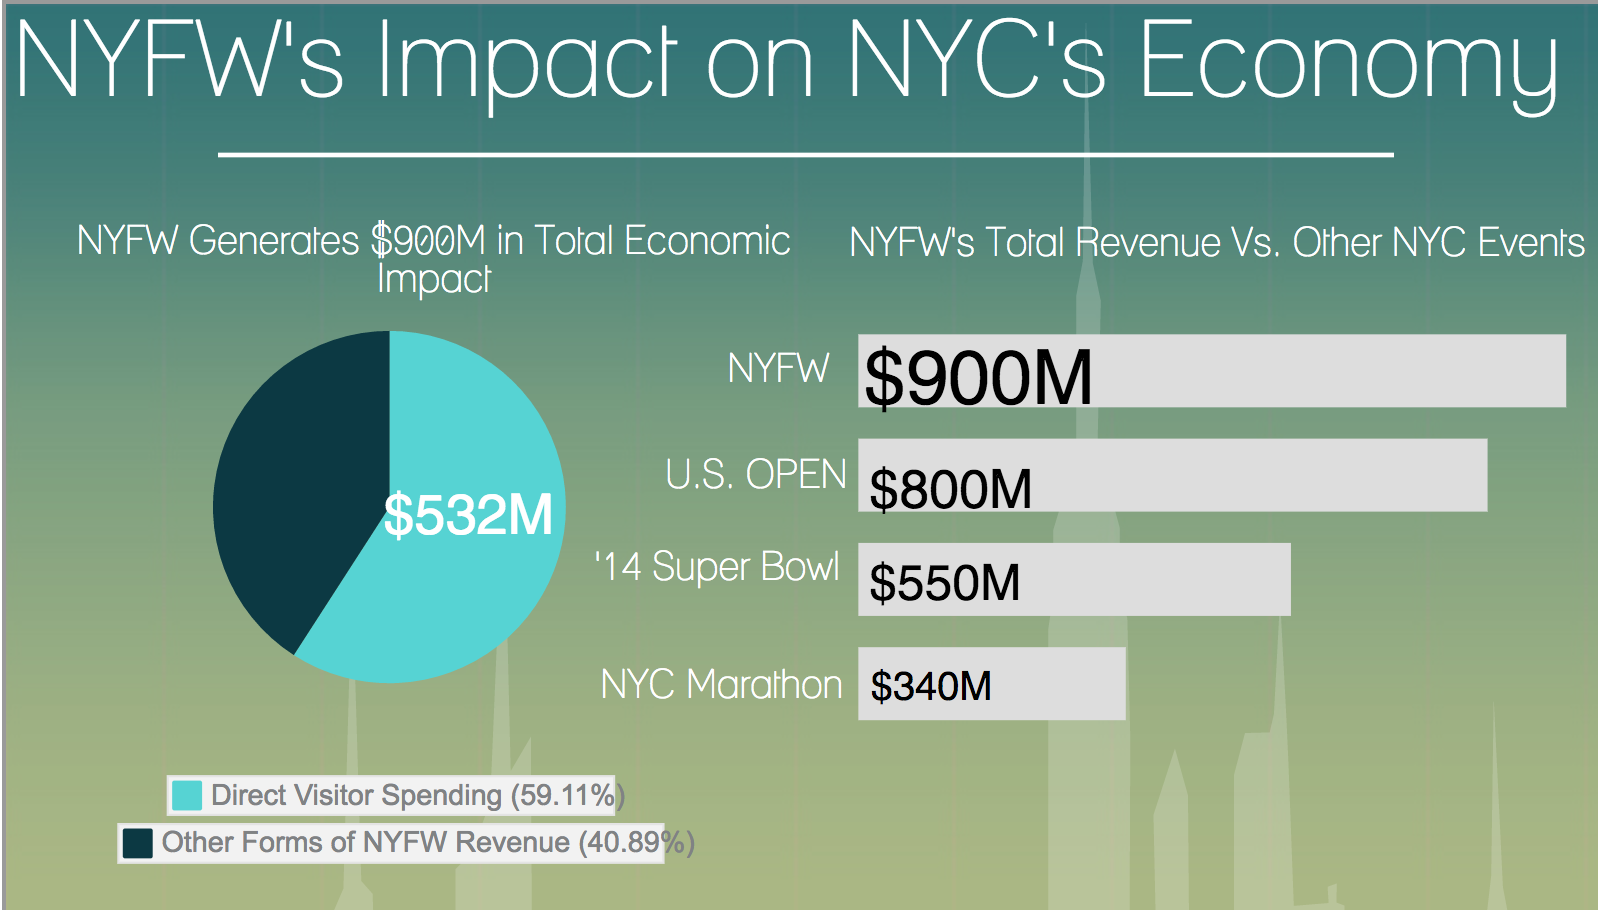 NYFW's Impact on NYC's Economy
NYFW Generates $900M in Total Economic
Impact
$532M
Direct Visitor Spending (59.11%)
Other Forms of NYFW Revenue (40.89%)
NYFW's Total Revenue Vs. Other NYC Events
NYFW $900M
U.S. OPEN $800M
'14 Super Bowl $550M
NYC Marathon $340M